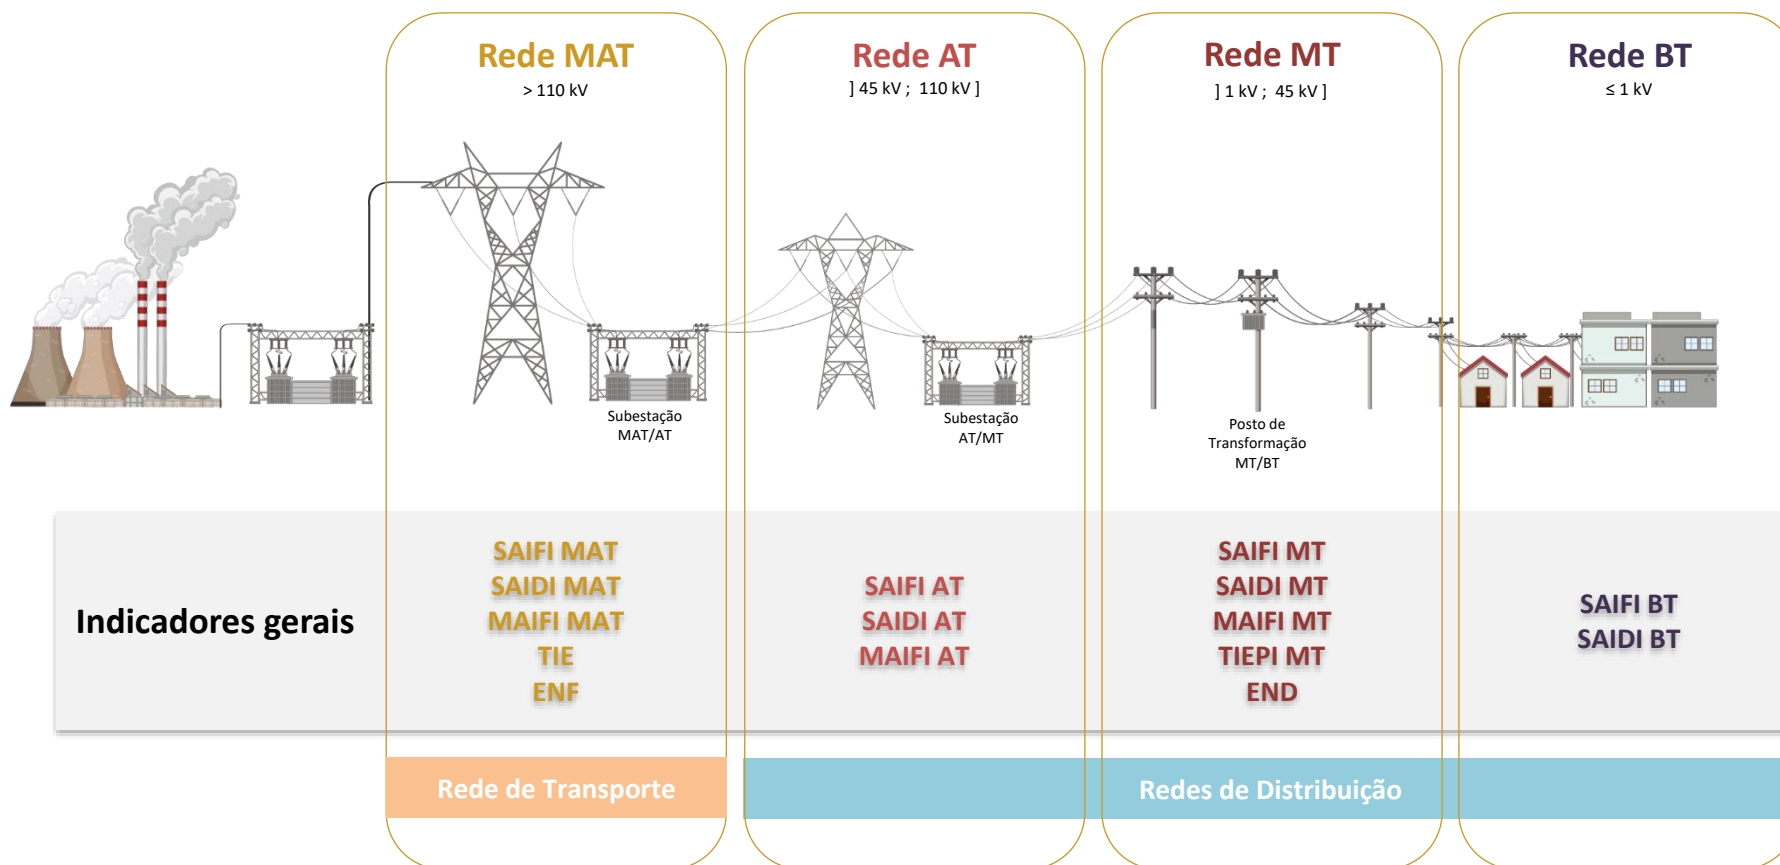 Rede MAT
> 110 kV
Rede AT
] 45 kV ; 110 kV ]
Rede MT
] 1 kV ; 45 kV ]
Rede BT
≤ 1 kV
Subestação
MAT/AT
Subestação
AT/MT
Posto de
Transformação
MT/BT
Indicadores gerais
SAIFI MAT
SAIDI MAT
MAIFI MAT
TIE
ENF
SAIFI AT
SAIDI AT
MAIFI AT
SAIFI MT
SAIDI MT
MAIFI MT
TIEPI MT
END
SAIFI BT
SAIDI BT
Rede de Transporte
Redes de Distribuição